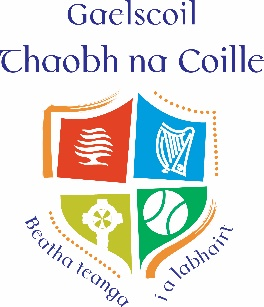 Gaelscoil
Thaobh na Coille
Beatha teanga
í a labhairt